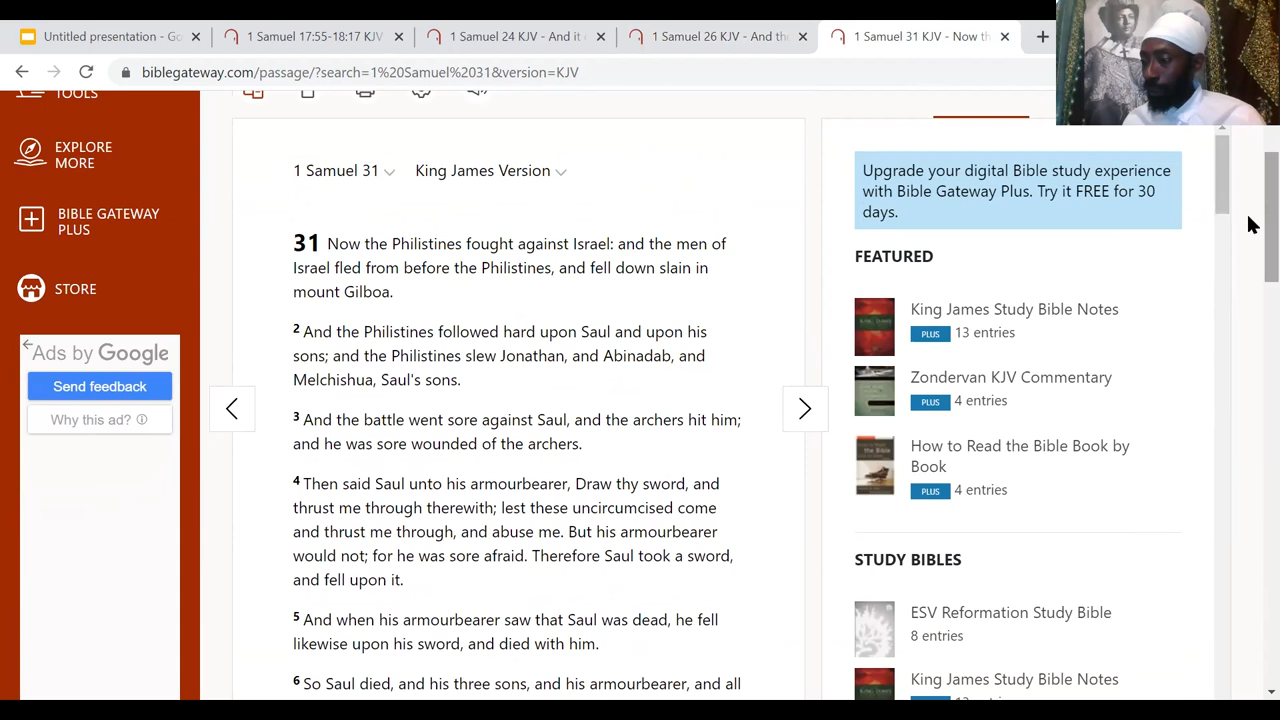 Untitled presentation - Go
1 Samuel 17:55-18:17 KJV
1 Samuel 24 KJV - And it c
1 Samuel 26 KJV - And the
1 Samuel 31 KJV - Now th
biblegateway.com/passage/?search=1%20Samuel%2031&version=KJV
TOOLS
EXPLORE
MORE
BIBLE GATEWAY
PLUS
STORE
Ads by Google
Send feedback
Why this ad?
1 Samuel 31 King James Version
31 Now the Philistines fought against Israel: and the men of
Israel fled from before the Philistines, and fell down slain in
mount Gilboa.
2 And the Philistines followed hard upon Saul and upon his
sons; and the Philistines slew Jonathan, and Abinadab, and
Melchishua, Saul's sons.
3 And the battle went sore against Saul, and the archers hit him;
and he was sore wounded of the archers.
4 Then said Saul unto his armourbearer, Draw thy sword, and
thrust me through therewith; lest these uncircumcised come
and thrust me through, and abuse me. But his armourbearer
would not; for he was sore afraid. Therefore Saul took a sword,
and fell upon it.
5 And when his armourbearer saw that Saul was dead, he fell
likewise upon his sword, and died with him.
6 So Saul died, and his three sons, and his armourbearer, and all
Upgrade your digital Bible study experience
with Bible Gateway Plus. Try it FREE for 30
days.
FEATURED
King James Study Bible Notes
PLUS 13 entries
Zondervan KJV Commentary
PLUS 4 entries
How to Read the Bible Book by
Book
PLUS 4 entries
STUDY BIBLES
ESV Reformation Study Bible
8 entries
King James Study Bible Notes